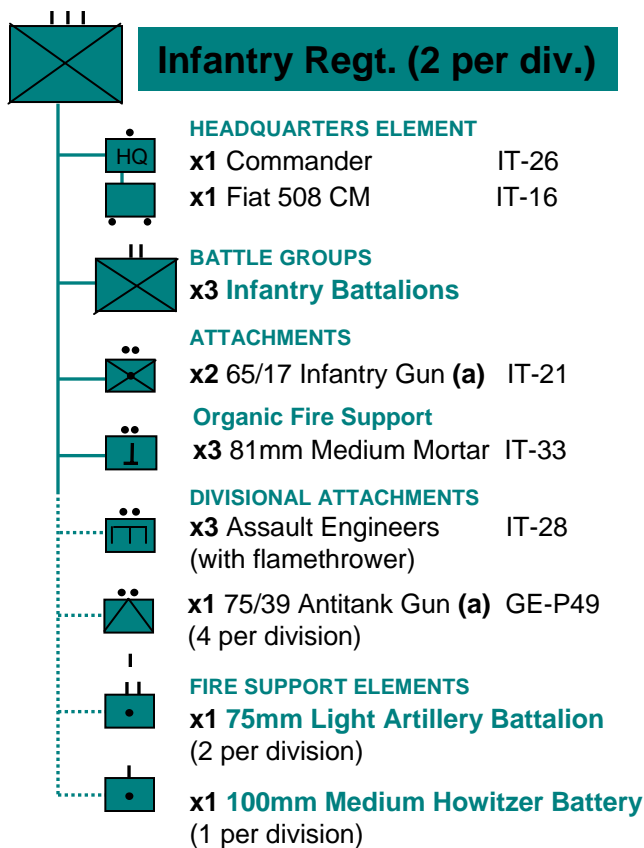 Infantry Regt. (2 per div.)
HEADQUARTERS ELEMENT
HQ
x1 Commander IT-26
x1 Fiat 508 CM IT-16
BATTLE GROUPS
x3 Infantry Battalions
ATTACHMENTS
x2 65/17 Infantry Gun (a) IT-21
Organic Fire Support
x3 81mm Medium Mortar IT-33
DIVISIONAL ATTACHMENTS
x3 Assault Engineers IT-28
(with flamethrower)
x1 75/39 Antitank Gun (a) GE-P49
(4 per division)
FIRE SUPPORT ELEMENTS
x1 75mm Light Artillery Battalion
(2 per division)
x1 100mm Medium Howitzer Battery
(1 per division)